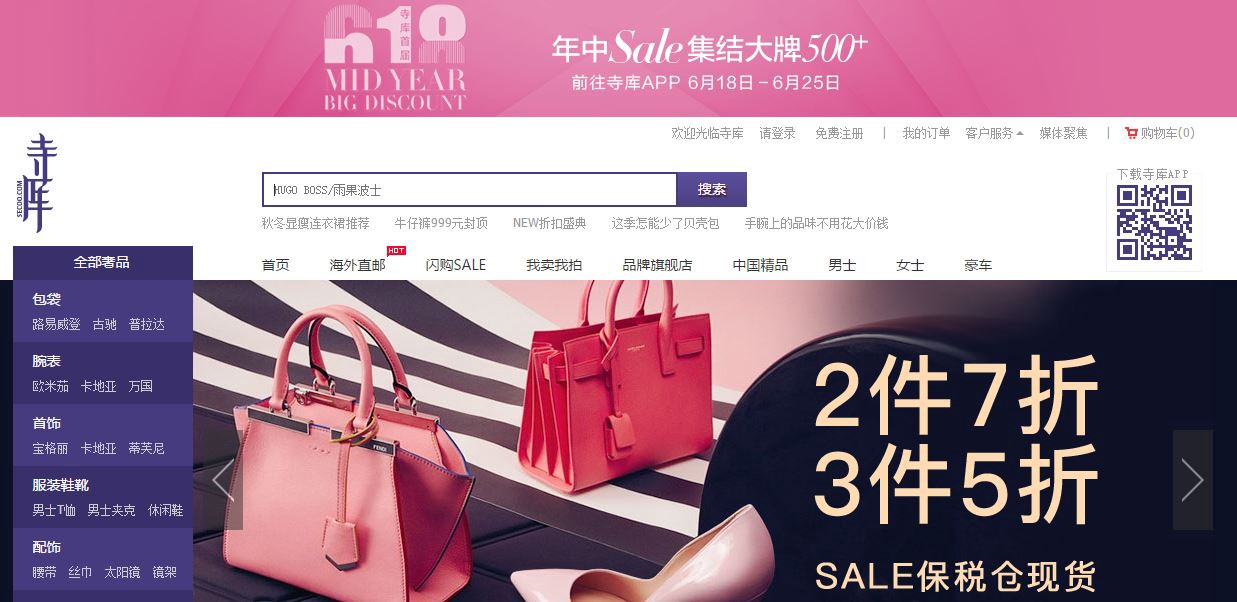 618
寺库首届
MID YEAR
BIG DISCOUNT
年中Sale集结大牌500+
前往寺库APP 6月18日-6月25日
欢迎光临寺库 请登录 免费注册 | 我的订单 客户服务 媒体聚焦 | 购物车(0)
寺库
SECOO.COM
HUGO BOSS/雨果波士 搜索
下载寺库APP
秋冬显瘦连衣裙推荐 牛仔裤999元封顶 NEW折扣盛典 这季怎能少了贝壳包 手腕上的品味不用花大价钱
HOT
全部奢品 首页 海外直邮 闪购SALE 我卖我拍 品牌旗舰店 中国精品 男士 女士 豪车
包袋
路易威登 古驰 普拉达
腕表
欧米茄 卡地亚 万国
首饰
宝格丽 卡地亚 蒂芙尼
服装鞋靴
男士T恤 男士夹克 休闲鞋
配饰
腰带 丝巾 太阳镜 镜架
FENDI
2件7折
3件5折
SALE保税仓现货